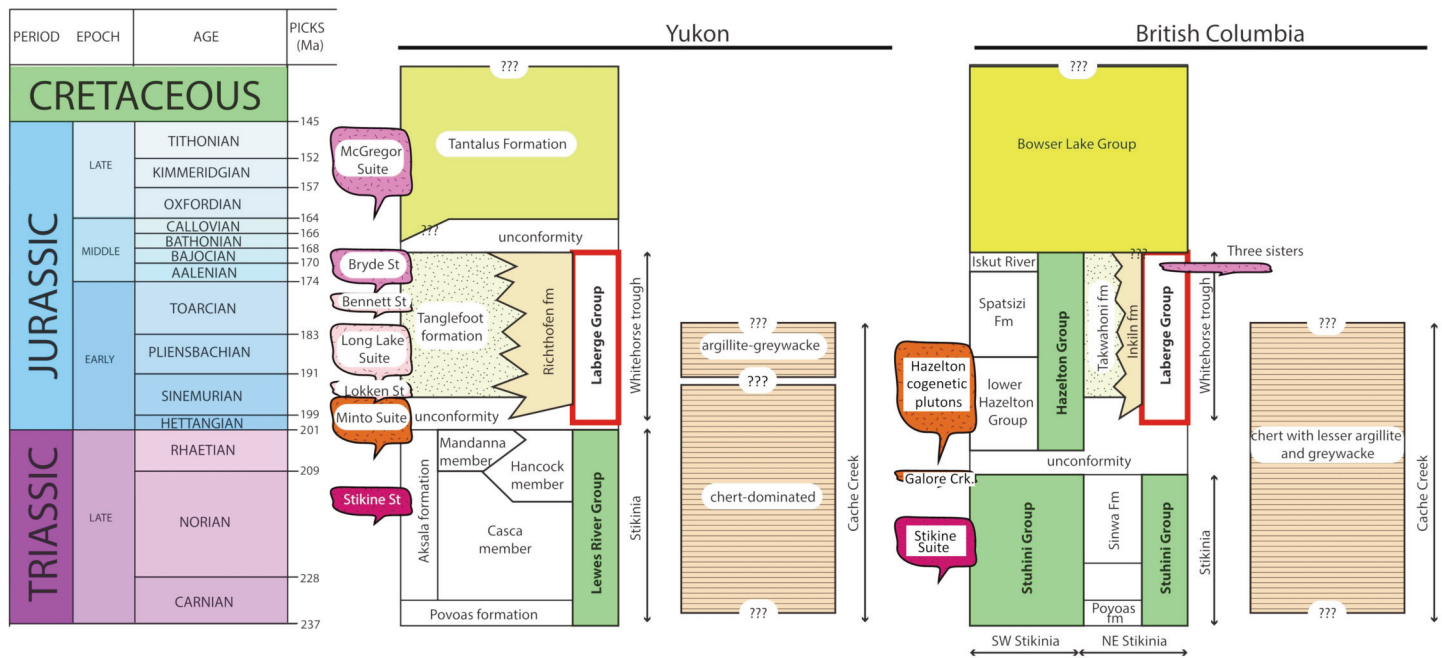 PERIOD
EPOCH
AGE
PICKS
(Ma)
Yukon
British Columbia
CRETACEOUS
JURASSIC
TRIASSIC
LATE
MIDDLE
EARLY
LATE
TITHONIAN
KIMMERIDGIAN
OXFORDIAN
CALLOVIAN
BATHONIAN
BAJOCIAN
AALENIAN
TOARCIAN
PLIENSBACHIAN
SINEMURIAN
HETTANGIAN
RHAETIAN
NORIAN
CARNIAN
145
152
157
164
166
168
170
174
183
191
199
201
209
228
237
McGregor
Suite
Bryde St
Bennett St
Long Lake
Suite
Lokken St
Minto Suite
Stikine St
???
Tantalus Formation
???
unconformity
Tanglefoot
formation
Richthofen fm
Laberge Group
Whitehorse trough
unconformity
Aksala formation
Mandanna
member
Hancock
member
Casca
member
Povoas formation
Lewes River Group
Stikinia
???
argillite-greywacke
???
chert-dominated
???
Cache Creek
Hazelton
cogenetic
plutons
Galore Crk.
Stikine
Suite
???
Bowser Lake Group
???
Iskut River
Spatsizi
Fm
lower
Hazelton
Group
Hazelton Group
Takwahoni fm
Inklin fm
Laberge Group
Whitehorse trough
Three sisters
unconformity
Stuhini Group
Sinwa Fm
Povoas
fm
Stuhini Group
Stikinia
SW Stikinia
NE Stikinia
???
chert with lesser argillite
and greywacke
???
Cache Creek